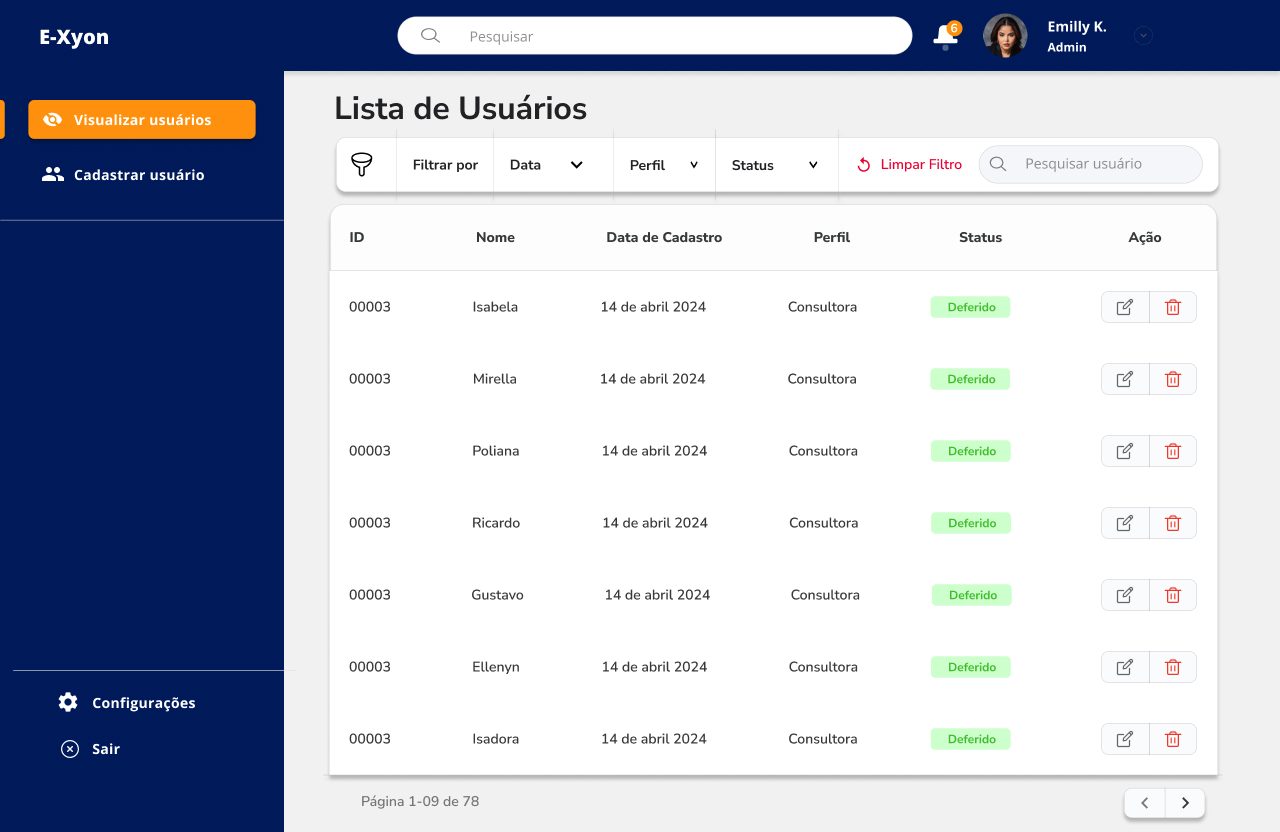 E-Xyon
Pesquisar
6
Emilly K.
Admin
Visualizar usuários
Cadastrar usuário
Configurações
Sair
Lista de Usuários
Filtrar por Data Perfil Status Limpar Filtro Pesquisar usuário
ID Nome Data de Cadastro Perfil Status Ação
00003 Isabela 14 de abril 2024 Consultora Deferido
00003 Mirella 14 de abril 2024 Consultora Deferido
00003 Poliana 14 de abril 2024 Consultora Deferido
00003 Ricardo 14 de abril 2024 Consultora Deferido
00003 Gustavo 14 de abril 2024 Consultora Deferido
00003 Ellenyn 14 de abril 2024 Consultora Deferido
00003 Isadora 14 de abril 2024 Consultora Deferido
Página 1-09 de 78